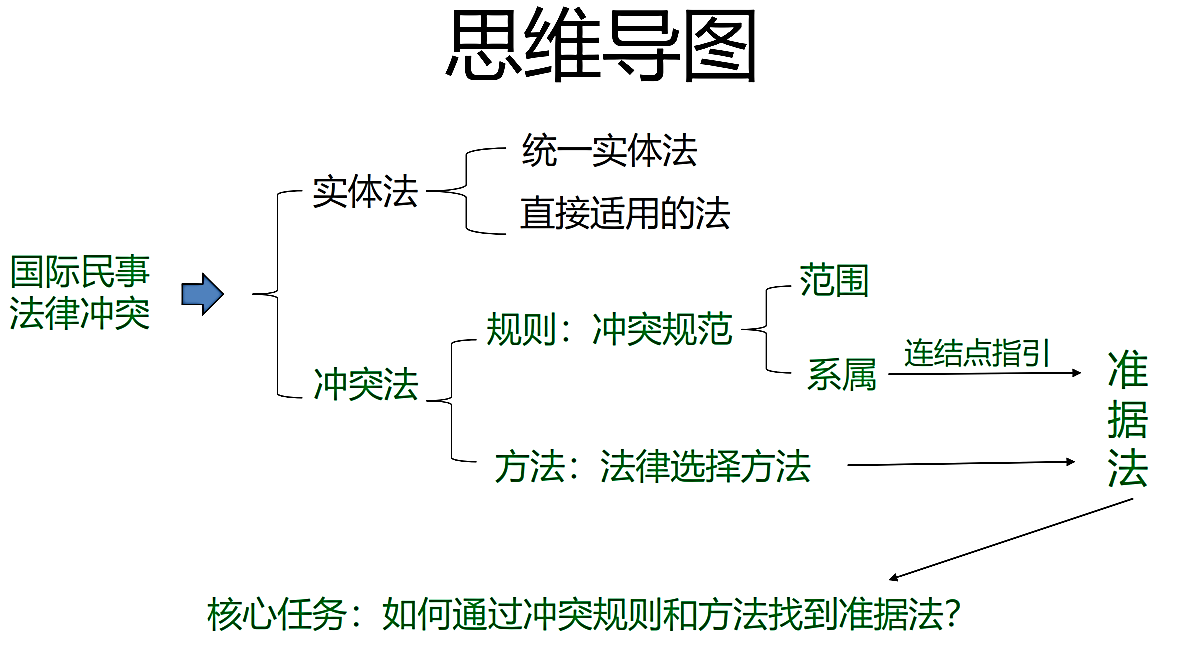 思维导图
统一实体法
实体法
直接适用的法
国际民事
法律冲突
范围
规则：冲突规范
连结点指引
系属
冲突法
准
据
法
方法：法律选择方法
核心任务：如何通过冲突规则和方法找到准据法？